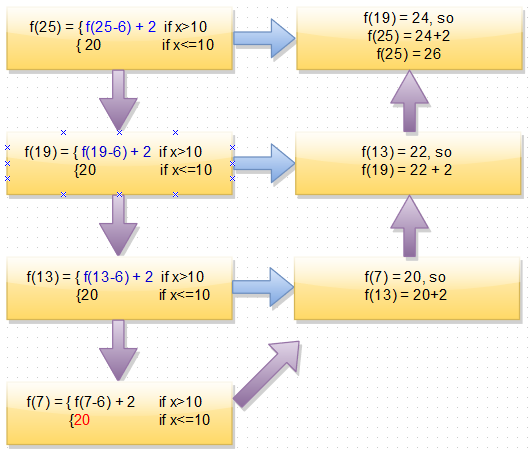 f(25) = { f(25-6) + 2 if x>10
{ 20 if x<=10
f(19) = 24, so
f(25) = 24+2
f(25) = 26
f(19) = { f(19-6) + 2 if x>10
{20 if x<=10
f(13) = 22, so
f(19) = 22 + 2
f(13) = { f(13-6) + 2 if x>10
{20 if x<=10
f(7) = 20, so
f(13) = 20+2
f(7) = { f(7-6) + 2 if x>10
{20 if x<=10